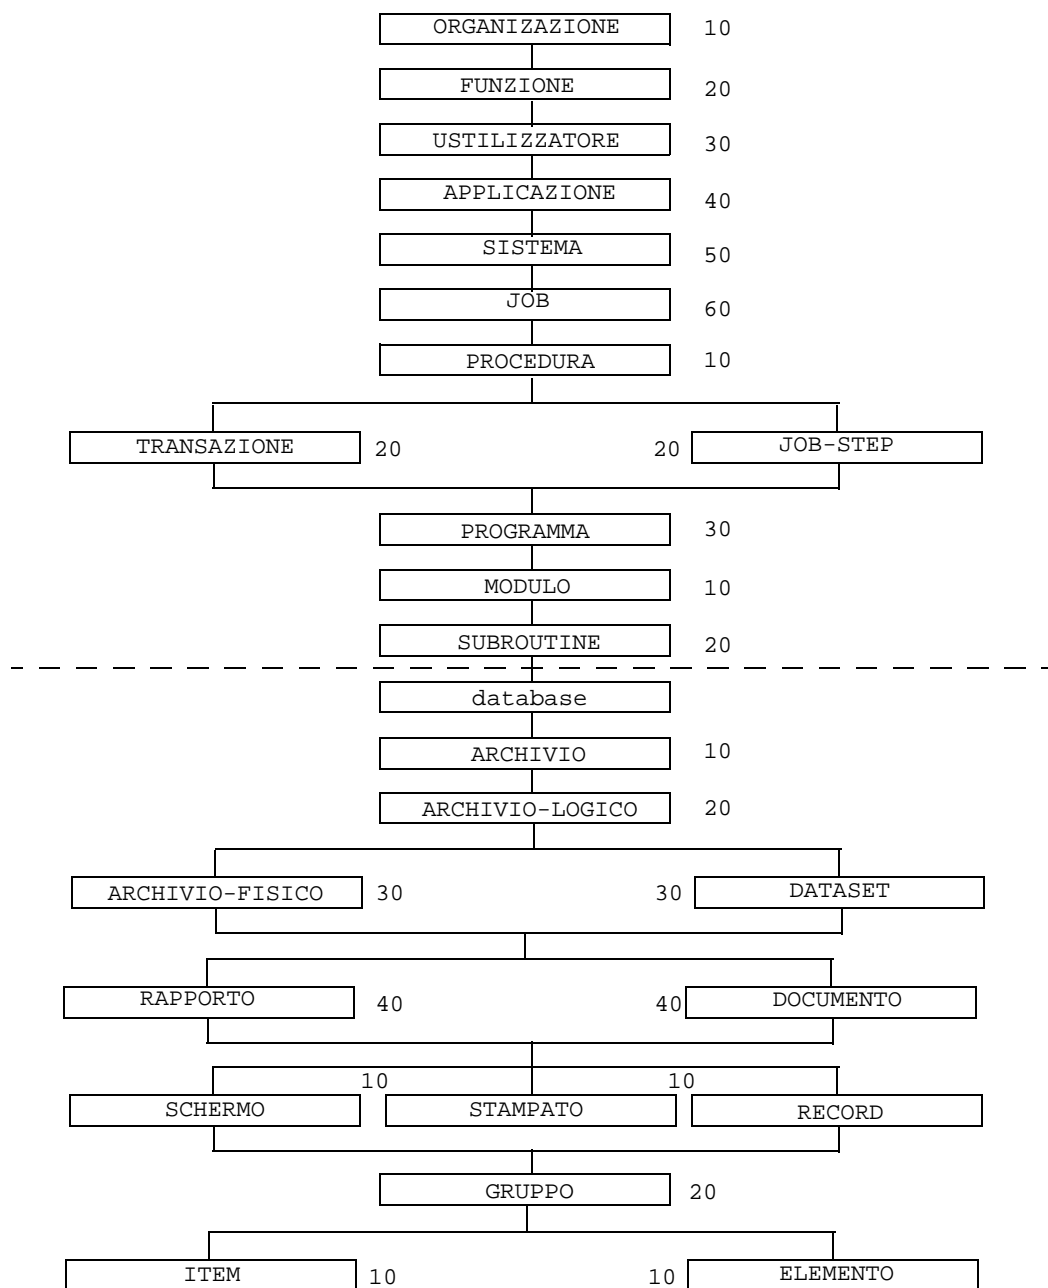 ORGANIZAZIONE 10
FUNZIONE 20
USTILIZZATORE 30
APPLICAZIONE 40
SISTEMA 50
JOB 60
PROCEDURA 10
TRANSAZIONE 20 20 JOB-STEP
PROGRAMMA 30
MODULO 10
SUBROUTINE 20
database
ARCHIVIO 10
ARCHIVIO-LOGICO 20
ARCHIVIO-FISICO 30 30 DATASET
RAPPORTO 40 40 DOCUMENTO
10 10
SCHERMO STAMPATO RECORD
GRUPPO 20
ITEM 10 10 ELEMENTO